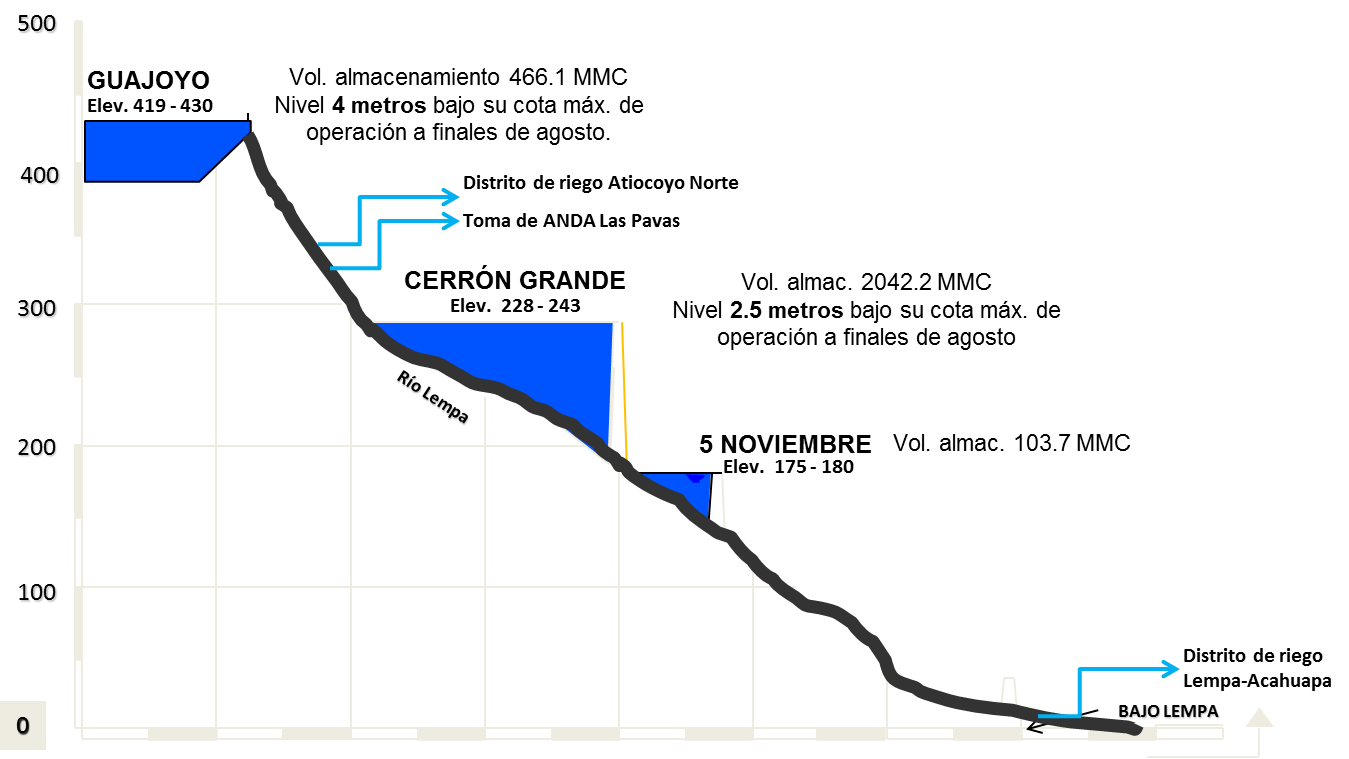 500
GUAJOYO
Elev. 419 - 430
Vol. almacenamiento 466.1 MMC
Nivel 4 metros bajo su cota máx. de
operación a finales de agosto.
400
Distrito de riego Atiocoyo Norte
Toma de ANDA Las Pavas
CERRÓN GRANDE
Elev. 228 - 243
Vol. almac. 2042.2 MMC
Nivel 2.5 metros bajo su cota máx. de
operación a finales de agosto
300
Río Lempa
200
5 NOVIEMBRE
Elev. 175 - 180
Vol. almac. 103.7 MMC
100
Distrito de riego
Lempa-Acahuapa
BAJO LEMPA
0